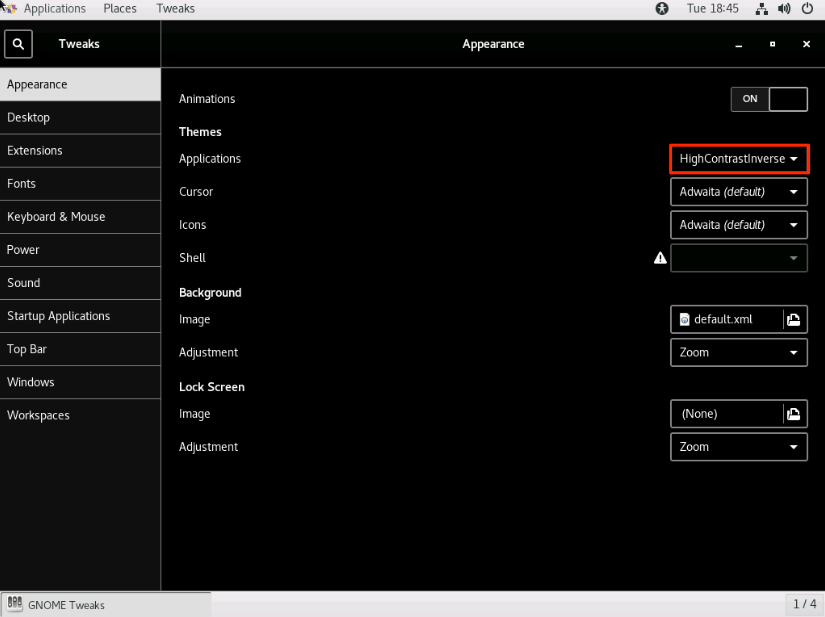 Applications Places Tweaks Tue 18:45
Tweaks Appearance
Appearance
Desktop
Extensions
Fonts
Keyboard & Mouse
Power
Sound
Startup Applications
Top Bar
Windows
Workspaces
Animations ON
Themes
Applications HighContrastInverse
Cursor Adwaita (default)
Icons Adwaita (default)
Shell
Background
Image default.xml
Adjustment Zoom
Lock Screen
Image (None)
Adjustment Zoom
GNOME Tweaks 1 / 4